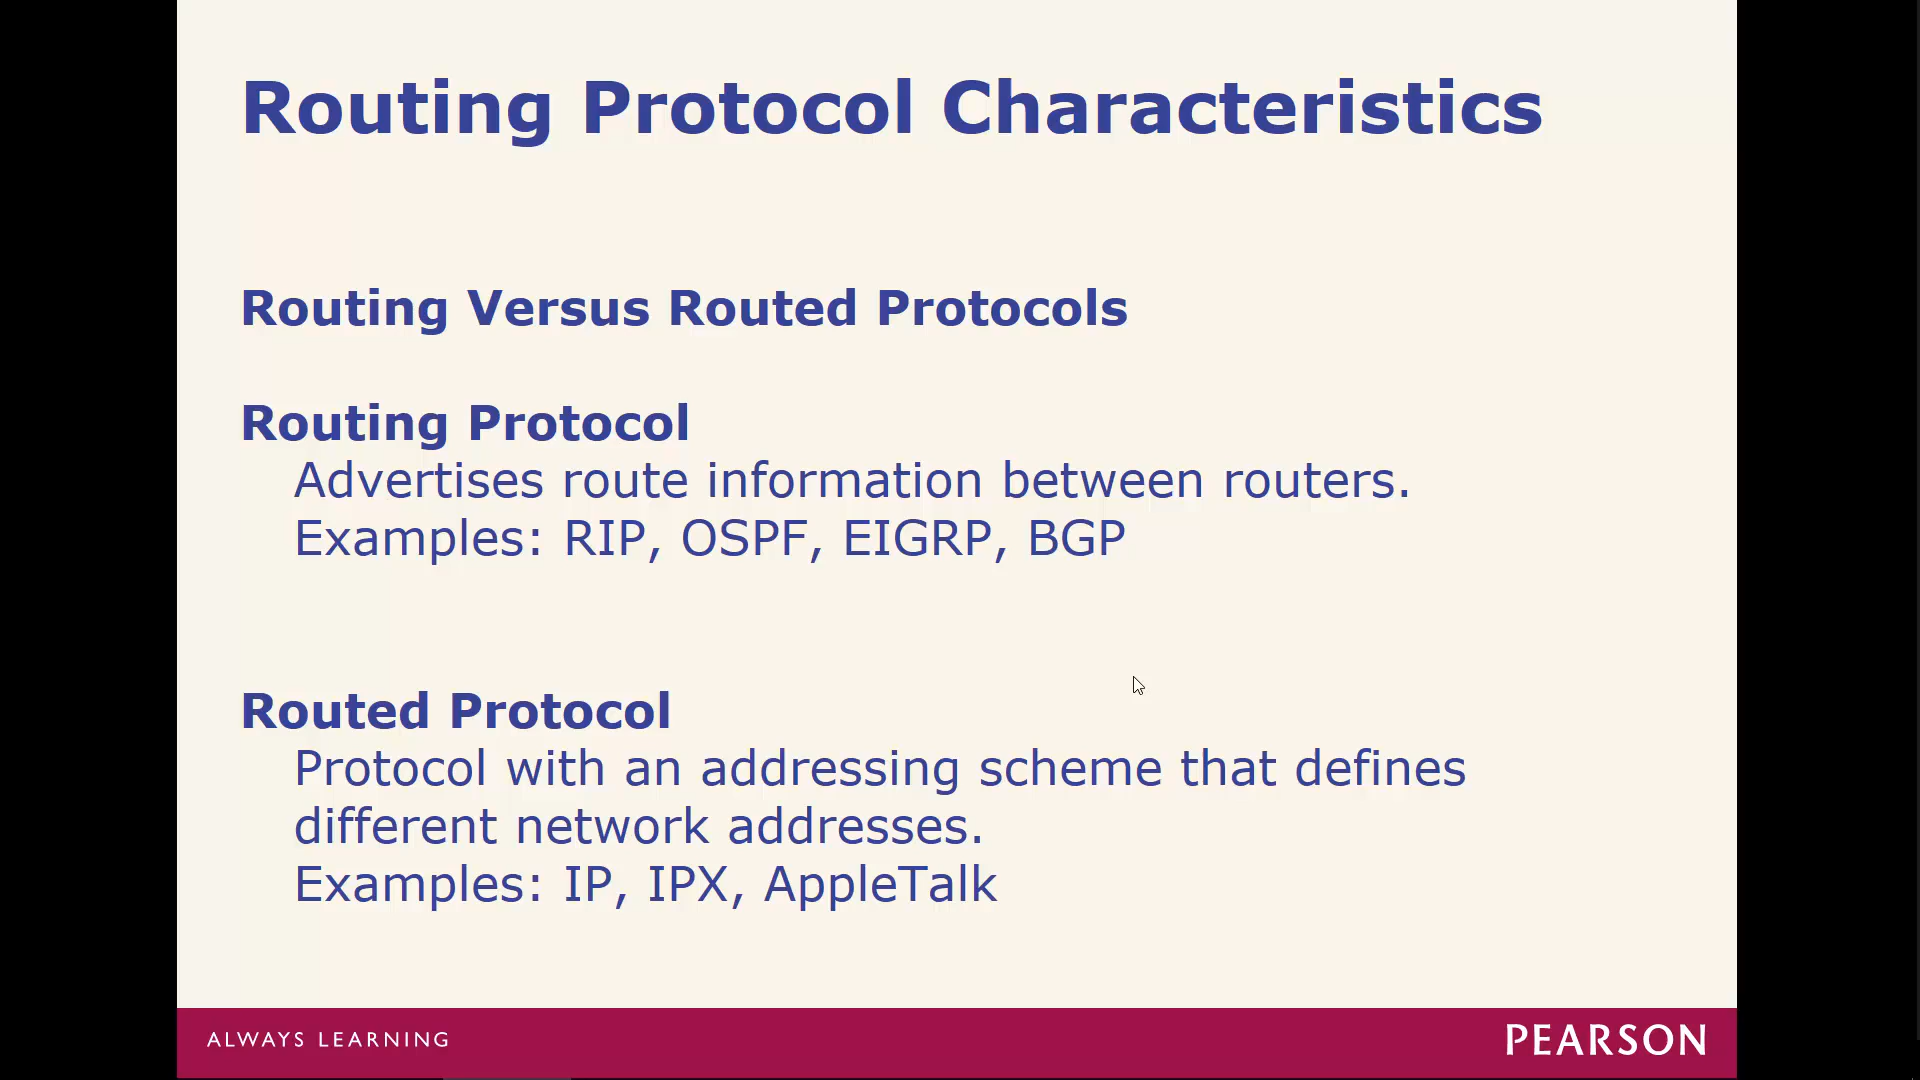 Routing Protocol Characteristics
Routing Versus Routed Protocols
Routing Protocol
Advertises route information between routers.
Examples: RIP, OSPF, EIGRP, BGP
Routed Protocol
Protocol with an addressing scheme that defines
different network addresses.
Examples: IP, IPX, AppleTalk
ALWAYS LEARNING
PEARSON